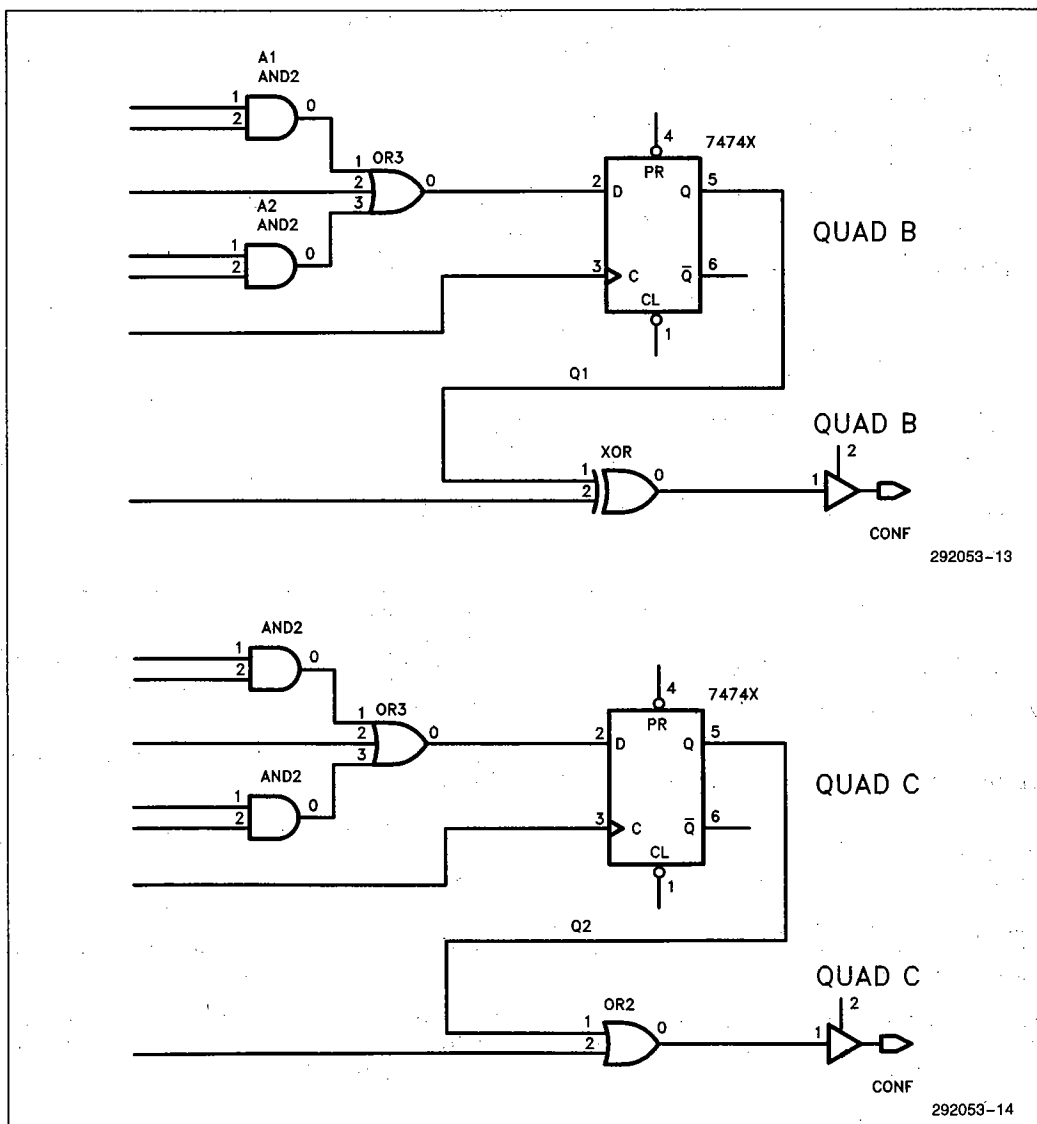 A1
AND2
1
2
0
OR3
1
2
3
0
A2
AND2
1
2
0
4
7474X
PR
2
D
Q
5
3
C
Q̅
6
CL
1
QUAD B
Q1
QUAD B
XOR
1
2
0
1
2
CONF
292053-13
AND2
1
2
0
OR3
1
2
3
0
AND2
1
2
0
4
7474X
PR
2
D
Q
5
3
C
Q̅
6
CL
1
QUAD C
Q2
QUAD C
OR2
1
2
0
1
2
CONF
292053-14